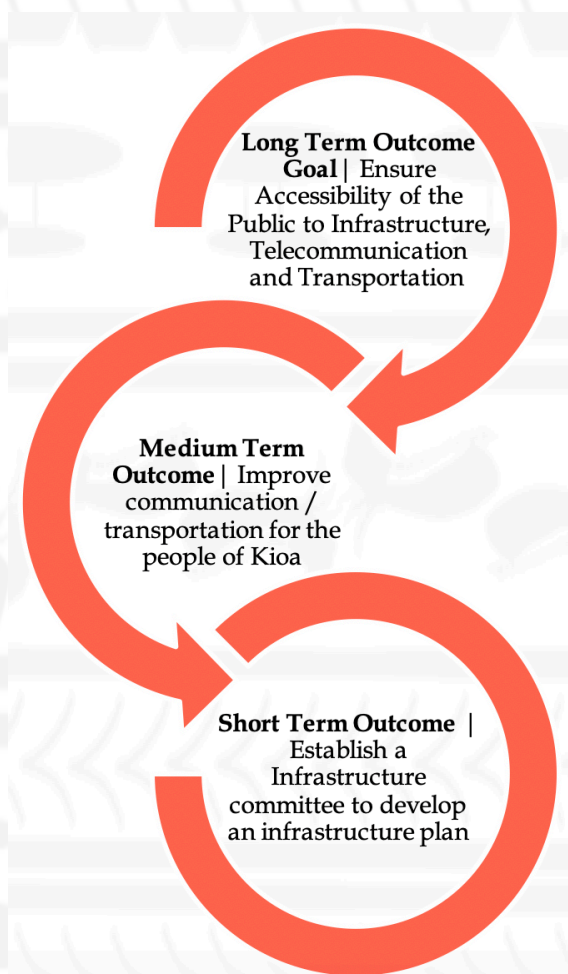 Long Term Outcome
Goal | Ensure
Accessibility of the
Public to Infrastructure,
Telecommunication
and Transportation
Medium Term
Outcome | Improve
communication /
transportation for the
people of Kioa
Short Term Outcome |
Establish a
Infrastructure
committee to develop
an infrastructure plan